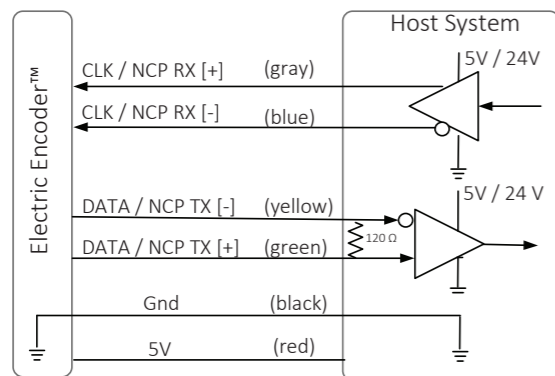 Host System
5V / 24V
CLK / NCP RX [+] (gray)
CLK / NCP RX [-] (blue)
Electric Encoder™
5V / 24 V
DATA / NCP TX [-] (yellow)
120 Ω
DATA / NCP TX [+] (green)
Gnd (black)
5V (red)